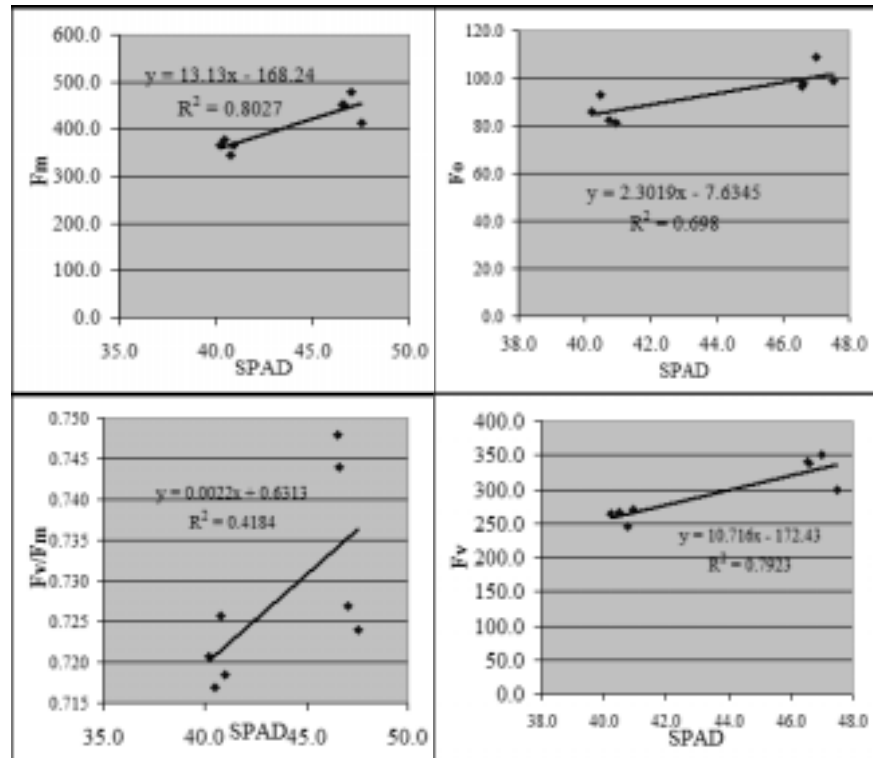 600.0
500.0
400.0
300.0
200.0
100.0
0.0
Fm
y = 13.13x - 168.24
R² = 0.8027
35.0 40.0 45.0 50.0
SPAD
120.0
100.0
80.0
60.0
40.0
20.0
0.0
Fo
y = 2.3019x - 7.6345
R² = 0.698
38.0 40.0 42.0 44.0 46.0 48.0
SPAD
0.750
0.745
0.740
0.735
0.730
0.725
0.720
0.715
Fv/Fm
y = 0.0022x + 0.6313
R² = 0.4184
35.0 40.0 45.0 50.0
SPAD
400.0
350.0
300.0
250.0
200.0
150.0
100.0
50.0
0.0
Fv
y = 10.716x - 172.43
R² = 0.7923
38.0 40.0 42.0 44.0 46.0 48.0
SPAD